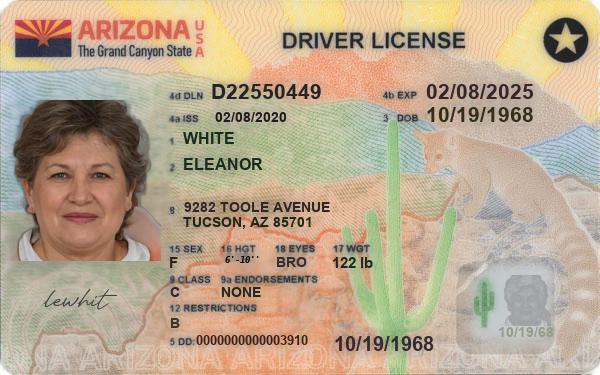 ARIZONA USA
The Grand Canyon State
DRIVER LICENSE
4d DLN D22550449
4b EXP 02/08/2025
4a ISS 02/08/2020
3 DOB 10/19/1968
1 WHITE
2 ELEANOR
8 9282 TOOLE AVENUE
TUCSON, AZ 85701
15 SEX F
16 HGT 6'-10''
18 EYES BRO
17 WGT 122 lb
9 CLASS C
9a ENDORSEMENTS NONE
12 RESTRICTIONS
B
5 DD: 0000000000003910
lewhit
10/19/1968
10/19/68
ARIZONA ARIZONA ARIZONA ARIZONA